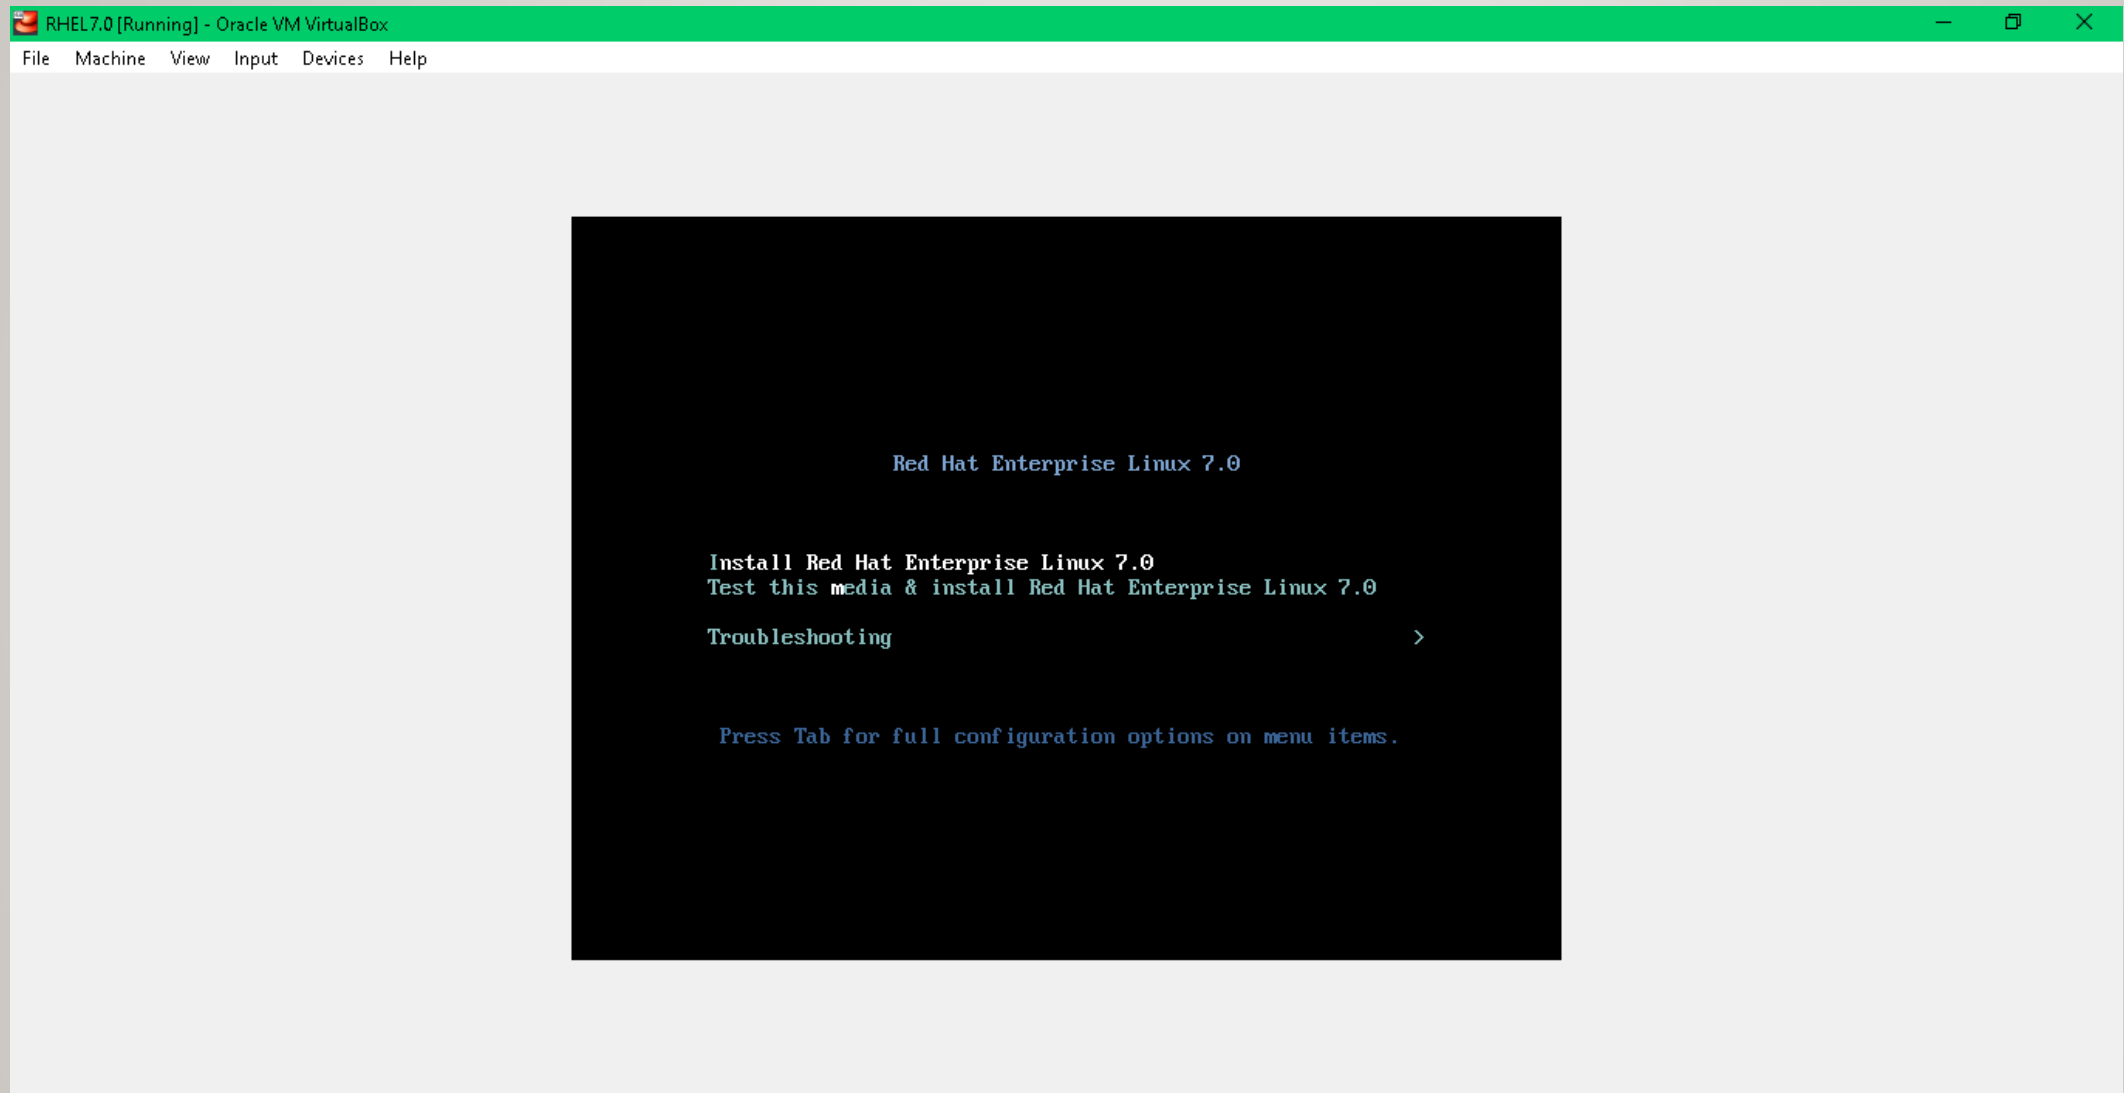 RHEL7.0 [Running] - Oracle VM VirtualBox
File Machine View Input Devices Help
Red Hat Enterprise Linux 7.0
Install Red Hat Enterprise Linux 7.0
Test this media & install Red Hat Enterprise Linux 7.0
Troubleshooting >
Press Tab for full configuration options on menu items.